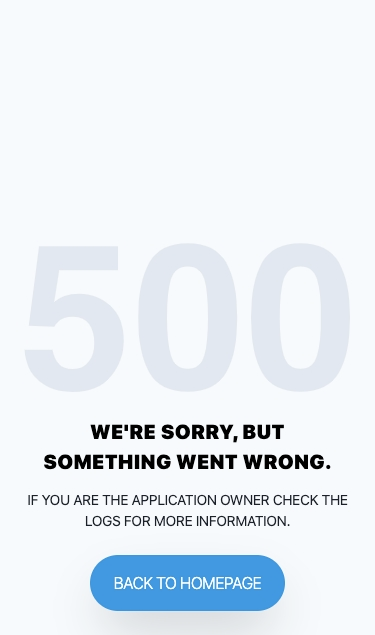 500
WE'RE SORRY, BUT
SOMETHING WENT WRONG.
IF YOU ARE THE APPLICATION OWNER CHECK THE
LOGS FOR MORE INFORMATION.
BACK TO HOMEPAGE